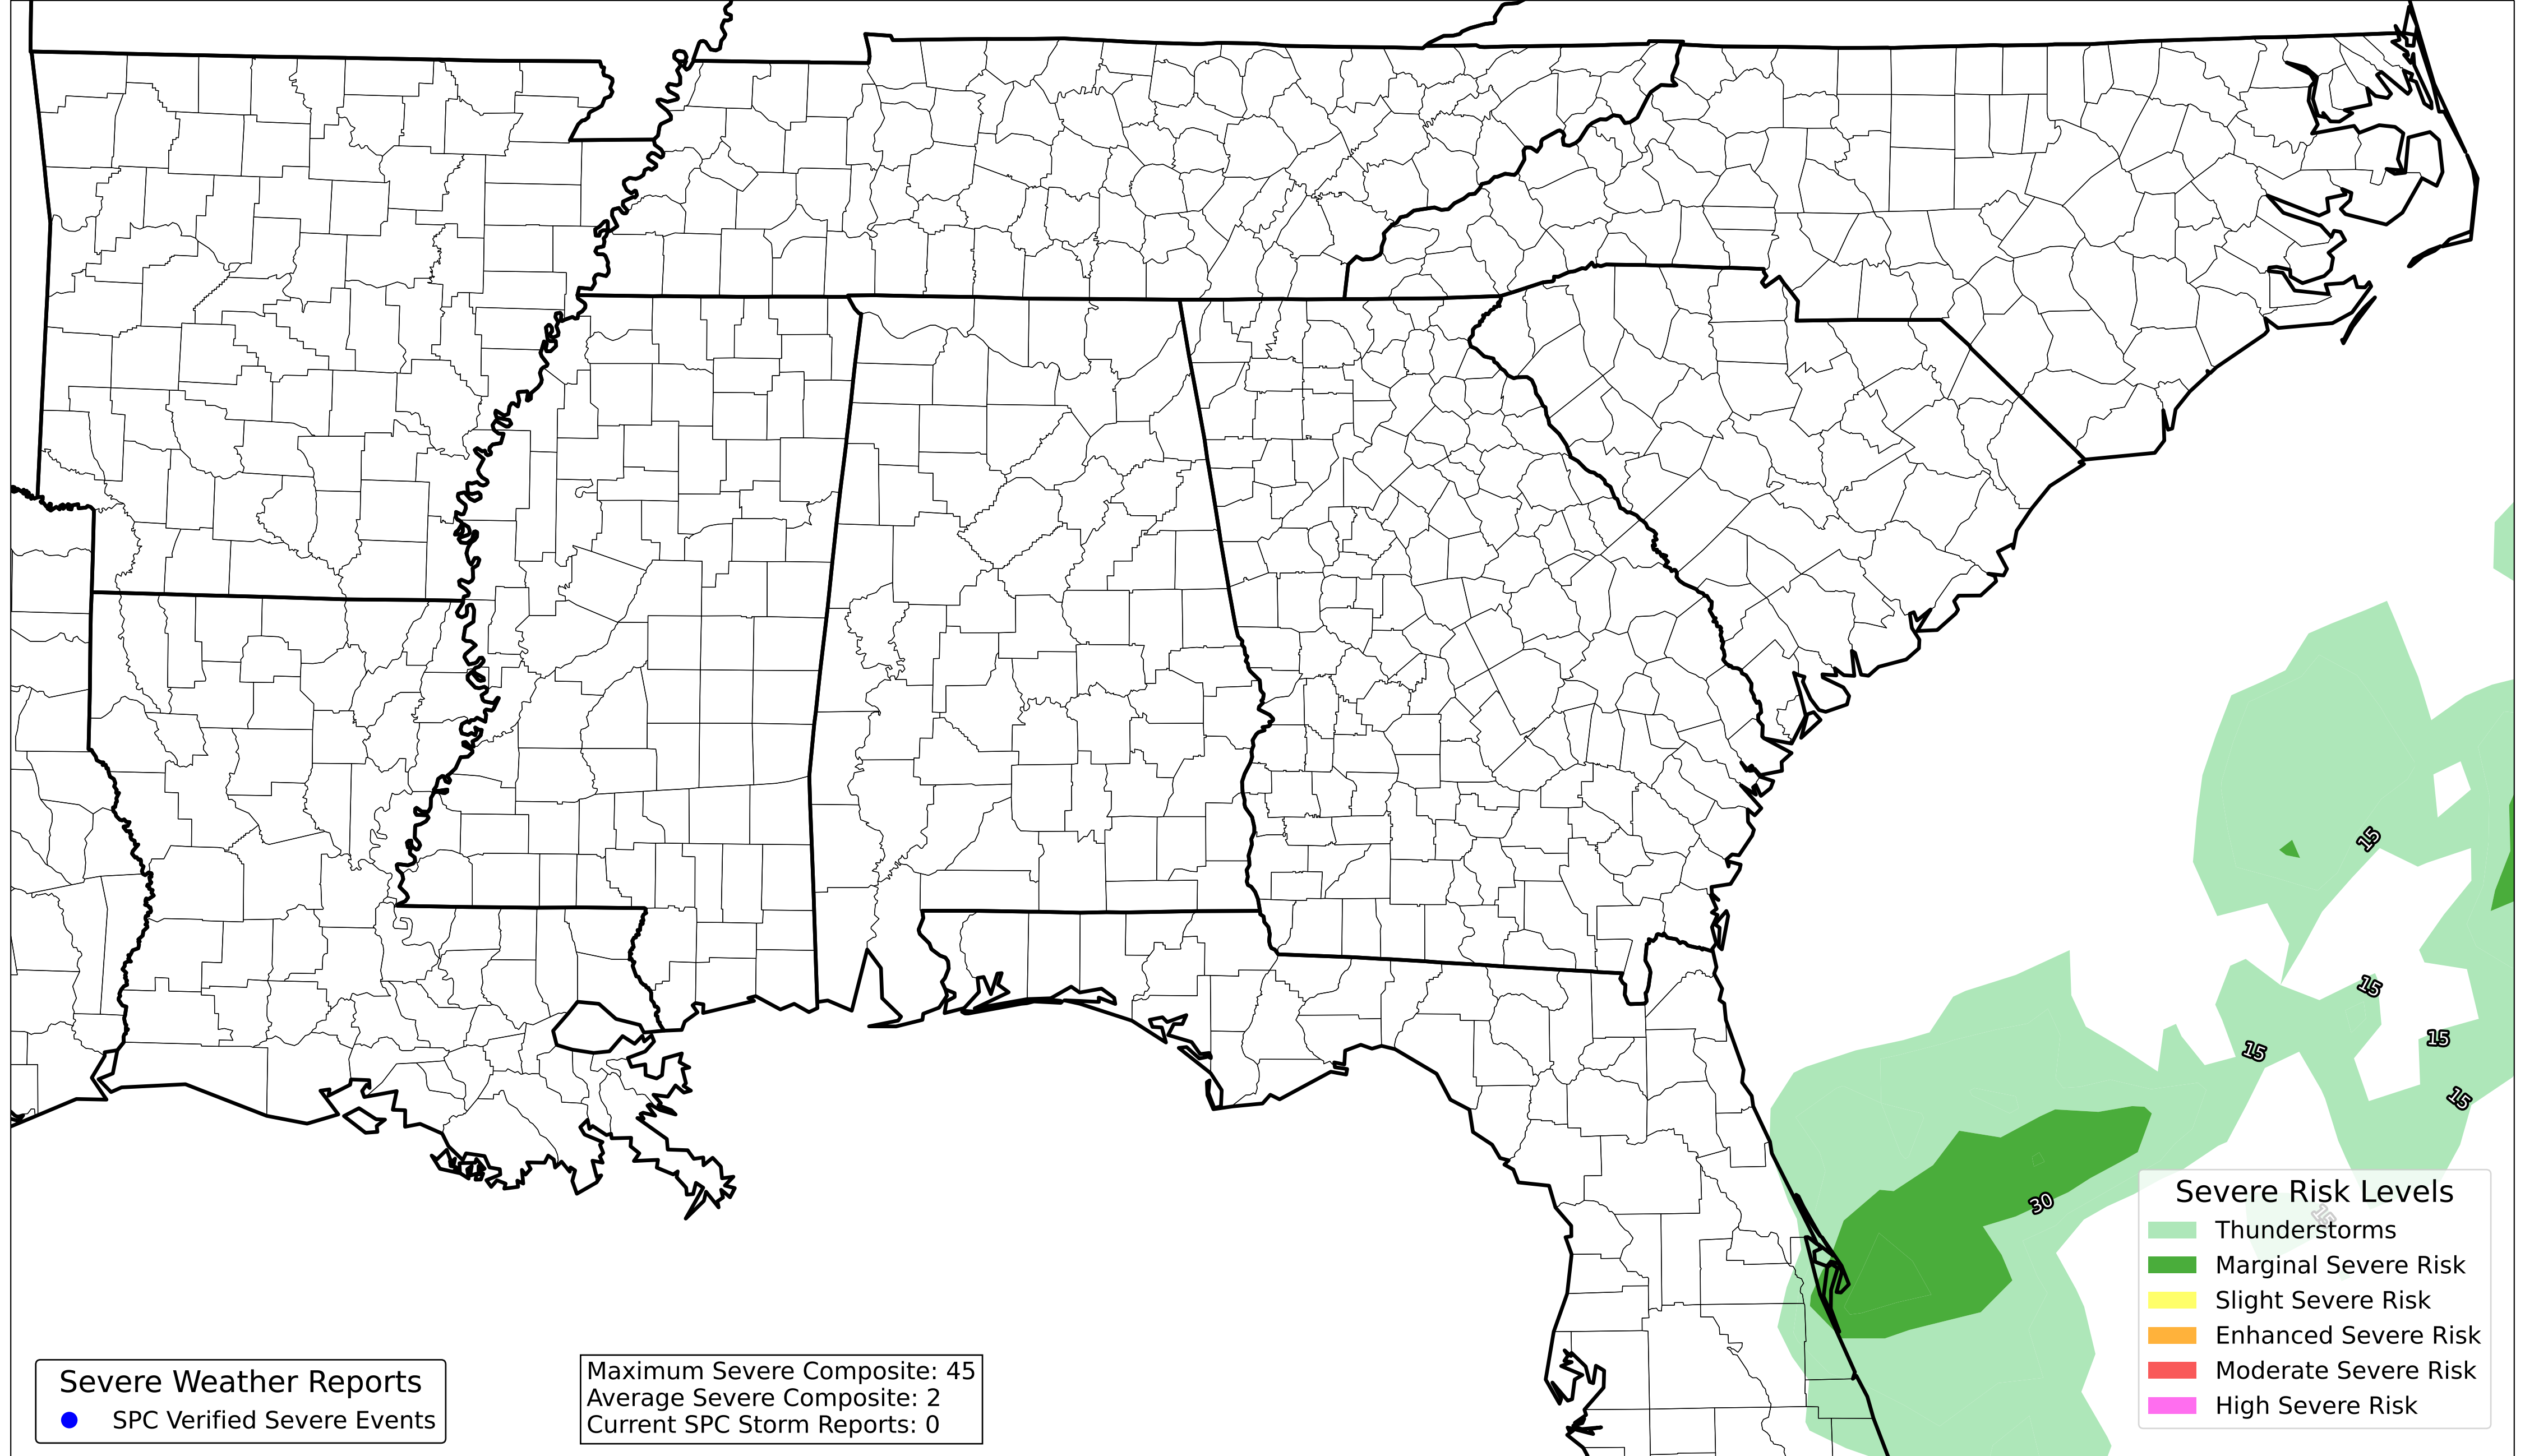 15
15
15
15
15
30
15
Severe Risk Levels
Thunderstorms
Marginal Severe Risk
Slight Severe Risk
Enhanced Severe Risk
Moderate Severe Risk
High Severe Risk
Severe Weather Reports
SPC Verified Severe Events
Maximum Severe Composite: 45
Average Severe Composite: 2
Current SPC Storm Reports: 0